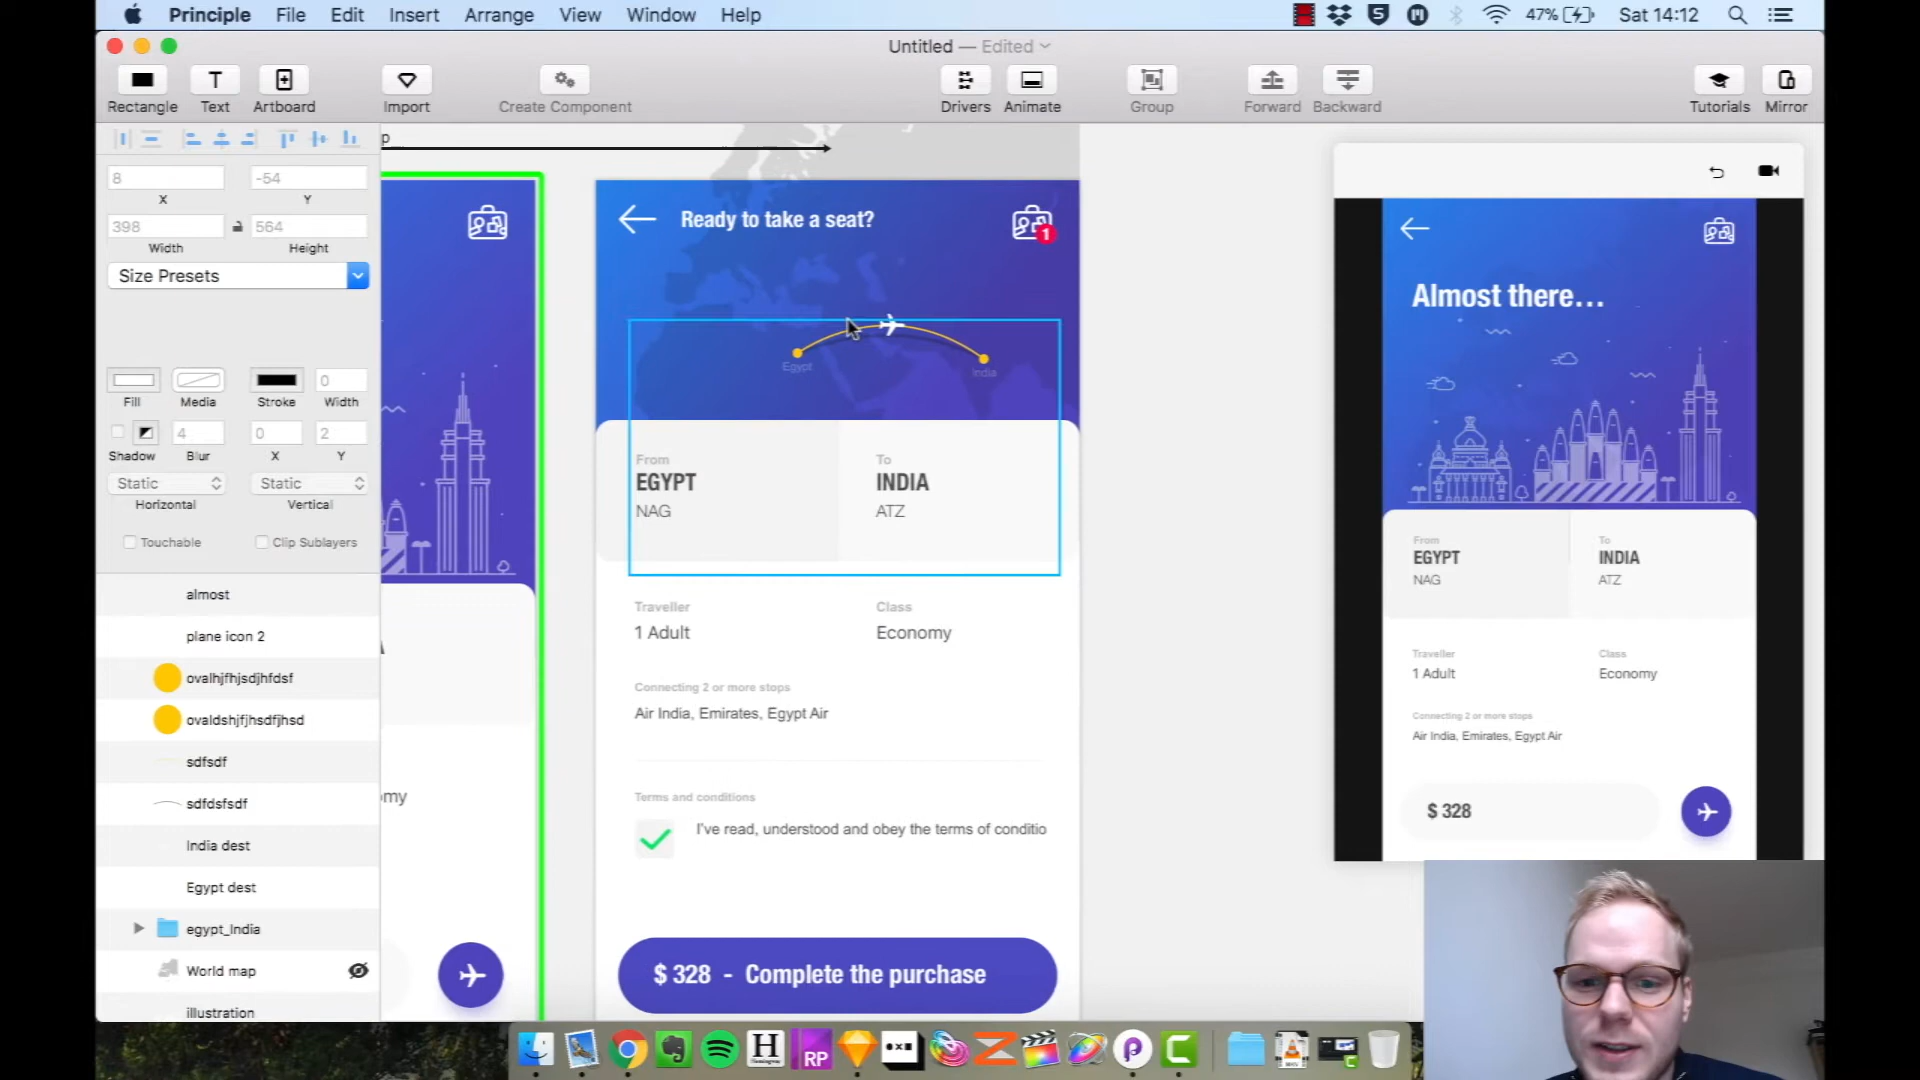 Principle File Edit Insert Arrange View Window Help 47% Sat 14:12
Untitled — Edited
Rectangle Text Artboard Import Create Component Drivers Animate Group Forward Backward Tutorials Mirror
8 -54
X Y
398 564
Width Height
Size Presets
0
Fill Media Stroke Width
4 0 2
Shadow Blur X Y
Static Static
Horizontal Vertical
Touchable Clip Sublayers
almost
plane icon 2
ovalhjfhjsdjhfdsf
ovaldshjfjhsdfjhsd
sdfsdf
sdfdsfsdf
India dest
Egypt dest
egypt_India
World map
illustration
p
my
Ready to take a seat?
1
Egypt India
From To
EGYPT INDIA
NAG ATZ
Traveller Class
1 Adult Economy
Connecting 2 or more stops
Air India, Emirates, Egypt Air
Terms and conditions
I've read, understood and obey the terms of conditio
$ 328 - Complete the purchase
Almost there...
From To
EGYPT INDIA
NAG ATZ
Traveller Class
1 Adult Economy
Connecting 2 or more stops
Air India, Emirates, Egypt Air
$ 328
H RP